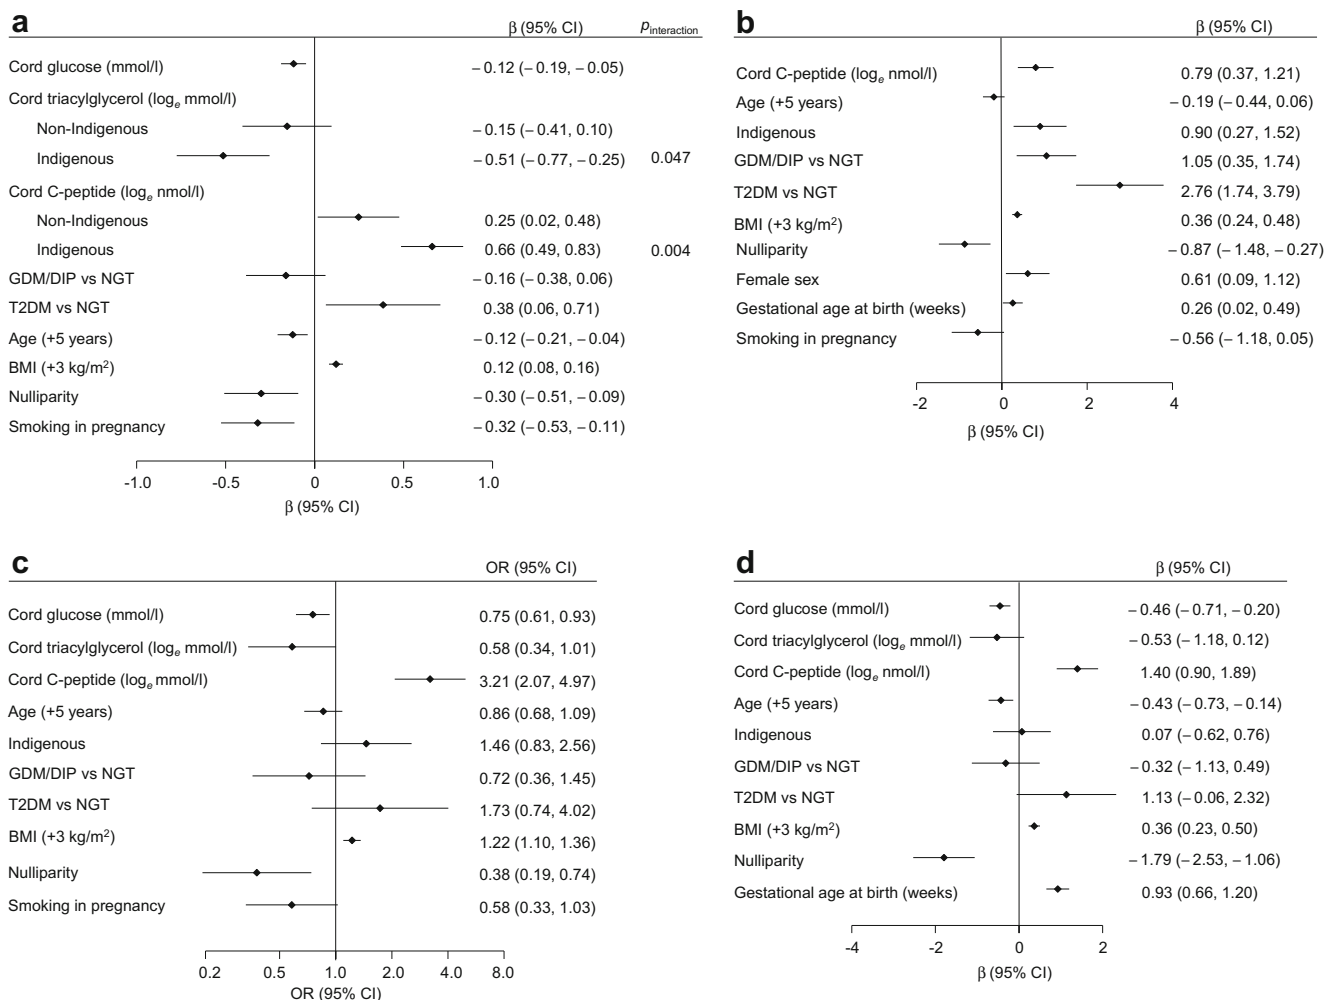 a
β (95% CI) pinteraction
Cord glucose (mmol/l) −0.12 (−0.19, −0.05)
Cord triacylglycerol (loge mmol/l)
Non-Indigenous −0.15 (−0.41, 0.10)
Indigenous −0.51 (−0.77, −0.25) 0.047
Cord C-peptide (loge nmol/l)
Non-Indigenous 0.25 (0.02, 0.48)
Indigenous 0.66 (0.49, 0.83) 0.004
GDM/DIP vs NGT −0.16 (−0.38, 0.06)
T2DM vs NGT 0.38 (0.06, 0.71)
Age (+5 years) −0.12 (−0.21, −0.04)
BMI (+3 kg/m2) 0.12 (0.08, 0.16)
Nulliparity −0.30 (−0.51, −0.09)
Smoking in pregnancy −0.32 (−0.53, −0.11)
-1.0 -0.5 0 0.5 1.0
β (95% CI)
b
β (95% CI)
Cord C-peptide (loge nmol/l) 0.79 (0.37, 1.21)
Age (+5 years) −0.19 (−0.44, 0.06)
Indigenous 0.90 (0.27, 1.52)
GDM/DIP vs NGT 1.05 (0.35, 1.74)
T2DM vs NGT 2.76 (1.74, 3.79)
BMI (+3 kg/m2) 0.36 (0.24, 0.48)
Nulliparity −0.87 (−1.48, −0.27)
Female sex 0.61 (0.09, 1.12)
Gestational age at birth (weeks) 0.26 (0.02, 0.49)
Smoking in pregnancy −0.56 (−1.18, 0.05)
-2 0 2 4
β (95% CI)
c
OR (95% CI)
Cord glucose (mmol/l) 0.75 (0.61, 0.93)
Cord triacylglycerol (loge mmol/l) 0.58 (0.34, 1.01)
Cord C-peptide (loge mmol/l) 3.21 (2.07, 4.97)
Age (+5 years) 0.86 (0.68, 1.09)
Indigenous 1.46 (0.83, 2.56)
GDM/DIP vs NGT 0.72 (0.36, 1.45)
T2DM vs NGT 1.73 (0.74, 4.02)
BMI (+3 kg/m2) 1.22 (1.10, 1.36)
Nulliparity 0.38 (0.19, 0.74)
Smoking in pregnancy 0.58 (0.33, 1.03)
0.2 0.5 1.0 2.0 4.0 8.0
OR (95% CI)
d
β (95% CI)
Cord glucose (mmol/l) −0.46 (−0.71, −0.20)
Cord triacylglycerol (loge mmol/l) −0.53 (−1.18, 0.12)
Cord C-peptide (loge nmol/l) 1.40 (0.90, 1.89)
Age (+5 years) −0.43 (−0.73, −0.14)
Indigenous 0.07 (−0.62, 0.76)
GDM/DIP vs NGT −0.32 (−1.13, 0.49)
T2DM vs NGT 1.13 (−0.06, 2.32)
BMI (+3 kg/m2) 0.36 (0.23, 0.50)
Nulliparity −1.79 (−2.53, −1.06)
Gestational age at birth (weeks) 0.93 (0.66, 1.20)
-4 -2 0 2
β (95% CI)